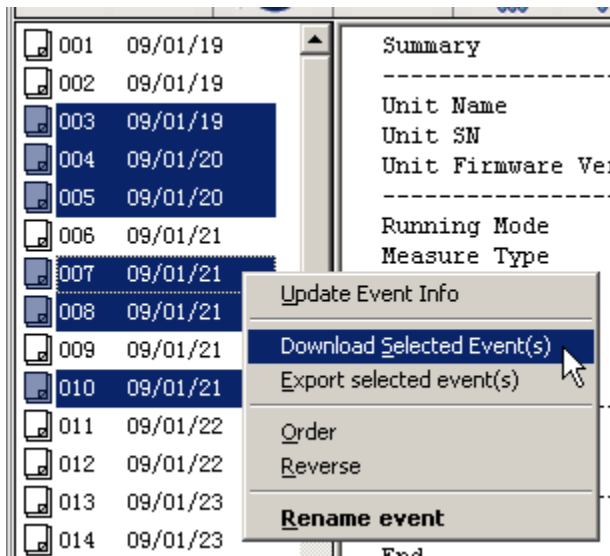 001 09/01/19
002 09/01/19
003 09/01/19
004 09/01/20
005 09/01/20
006 09/01/21
007 09/01/21
008 09/01/21
009 09/01/21
010 09/01/21
011 09/01/22
012 09/01/22
013 09/01/23
014 09/01/23
Summary
--------------
Unit Name
Unit SN
Unit Firmware Ver
--------------
Running Mode
Measure Type
End
Update Event Info
Download Selected Event(s)
Export selected event(s)
Order
Reverse
Rename event